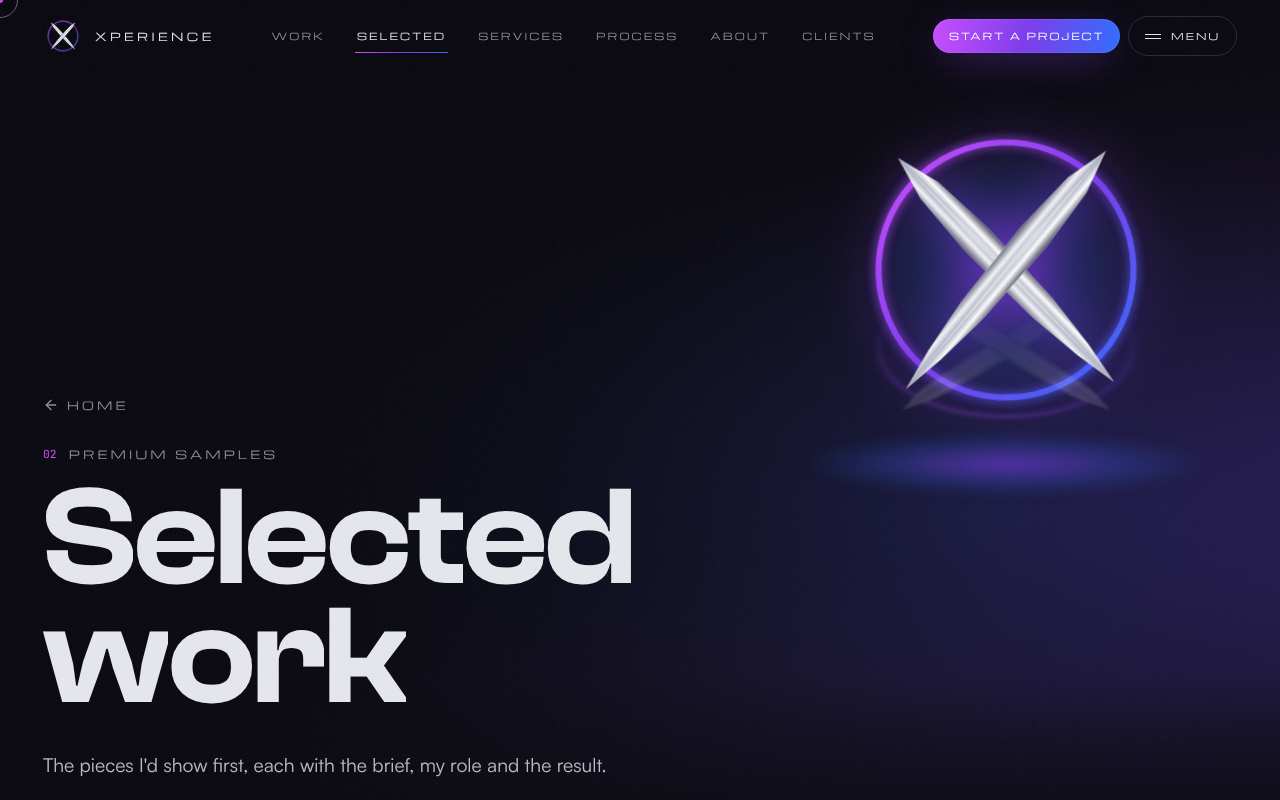 XPERIENCE
WORK
SELECTED
SERVICES
PROCESS
ABOUT
CLIENTS
START A PROJECT
MENU
← HOME
02 PREMIUM SAMPLES
Selected
work
The pieces I'd show first, each with the brief, my role and the result.